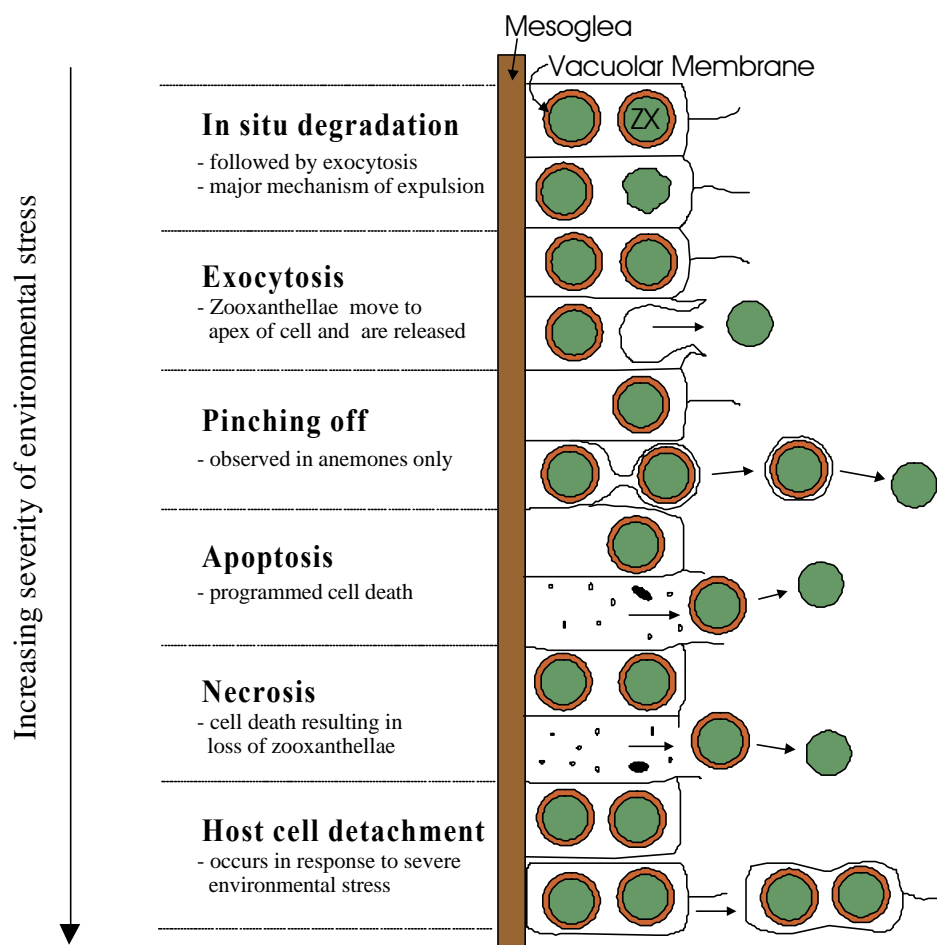 Mesoglea
Vacuolar Membrane
ZX
Increasing severity of environmental stress
In situ degradation
- followed by exocytosis
- major mechanism of expulsion
Exocytosis
- Zooxanthellae move to
apex of cell and are released
Pinching off
- observed in anemones only
Apoptosis
- programmed cell death
Necrosis
- cell death resulting in
loss of zooxanthellae
Host cell detachment
- occurs in response to severe
environmental stress